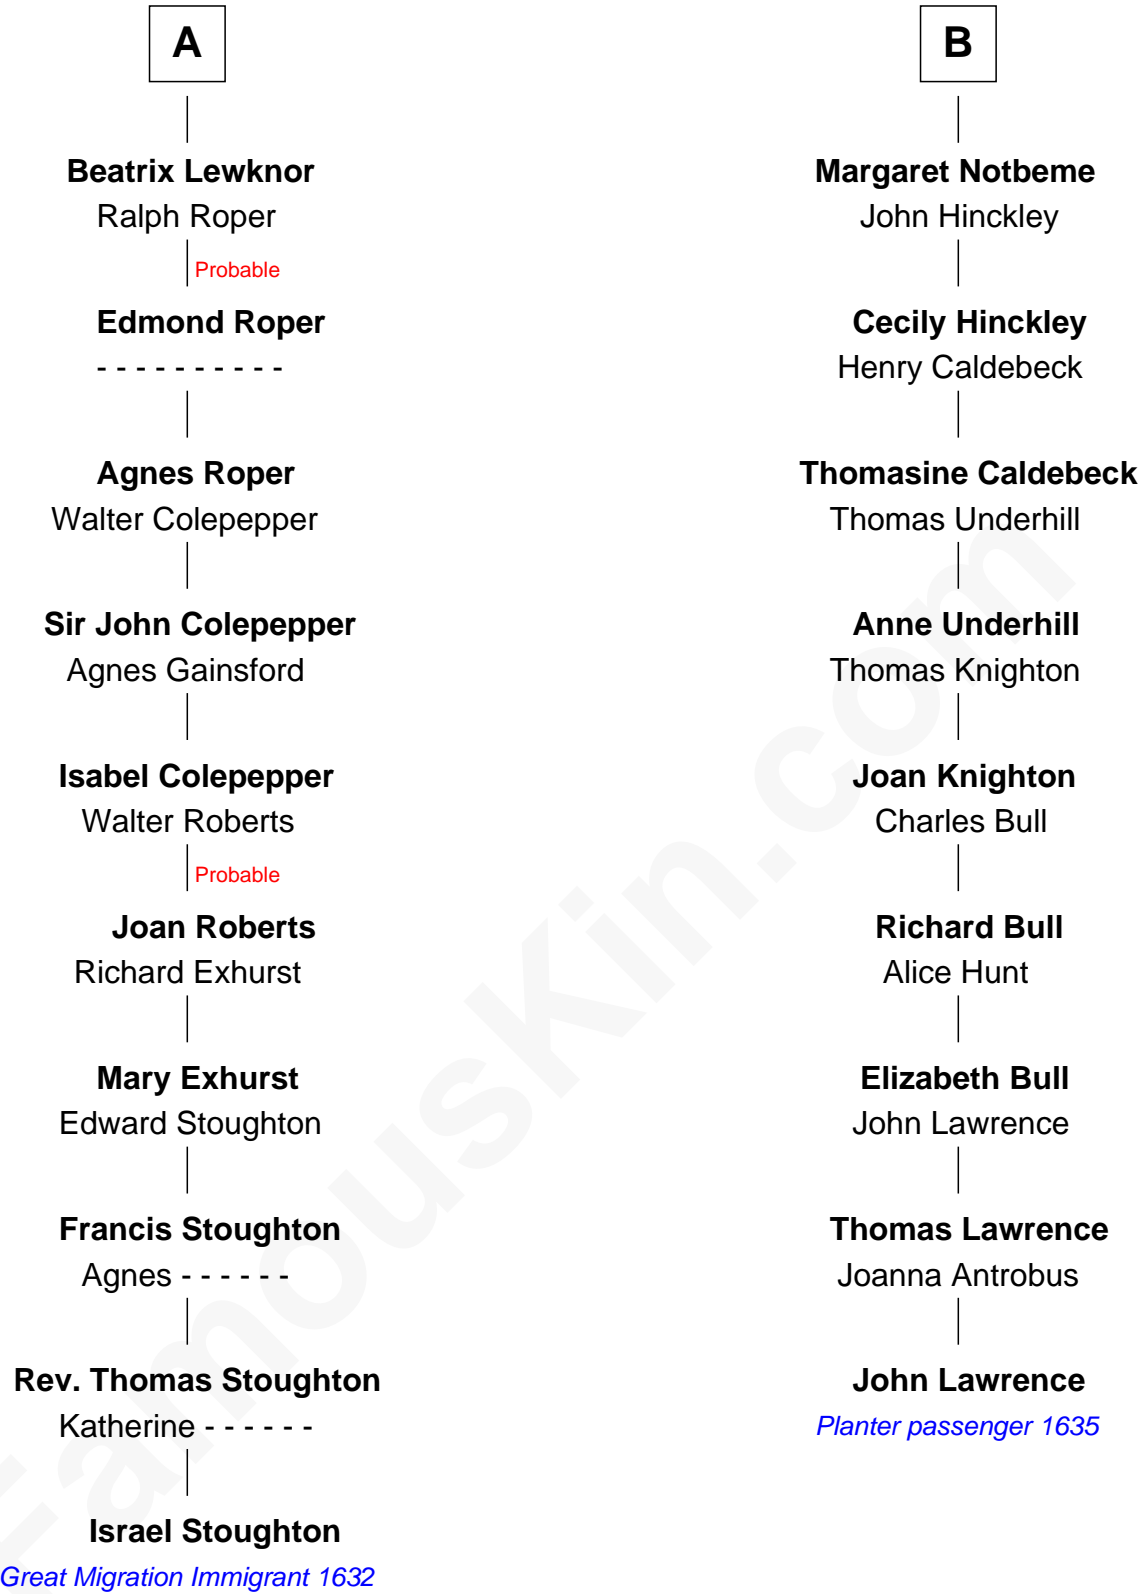 A
Beatrix Lewknor
Ralph Roper
Probable
Edmond Roper
- - - - - - - - - -
Agnes Roper
Walter Colepepper
Sir John Colepepper
Agnes Gainsford
Isabel Colepepper
Walter Roberts
Probable
Joan Roberts
Richard Exhurst
Mary Exhurst
Edward Stoughton
Francis Stoughton
Agnes - - - - - -
Rev. Thomas Stoughton
Katherine - - - - - -
Israel Stoughton
Great Migration Immigrant 1632
B
Margaret Notbeme
John Hinckley
Cecily Hinckley
Henry Caldebeck
Thomasine Caldebeck
Thomas Underhill
Anne Underhill
Thomas Knighton
Joan Knighton
Charles Bull
Richard Bull
Alice Hunt
Elizabeth Bull
John Lawrence
Thomas Lawrence
Joanna Antrobus
John Lawrence
Planter passenger 1635
FamousKin.com